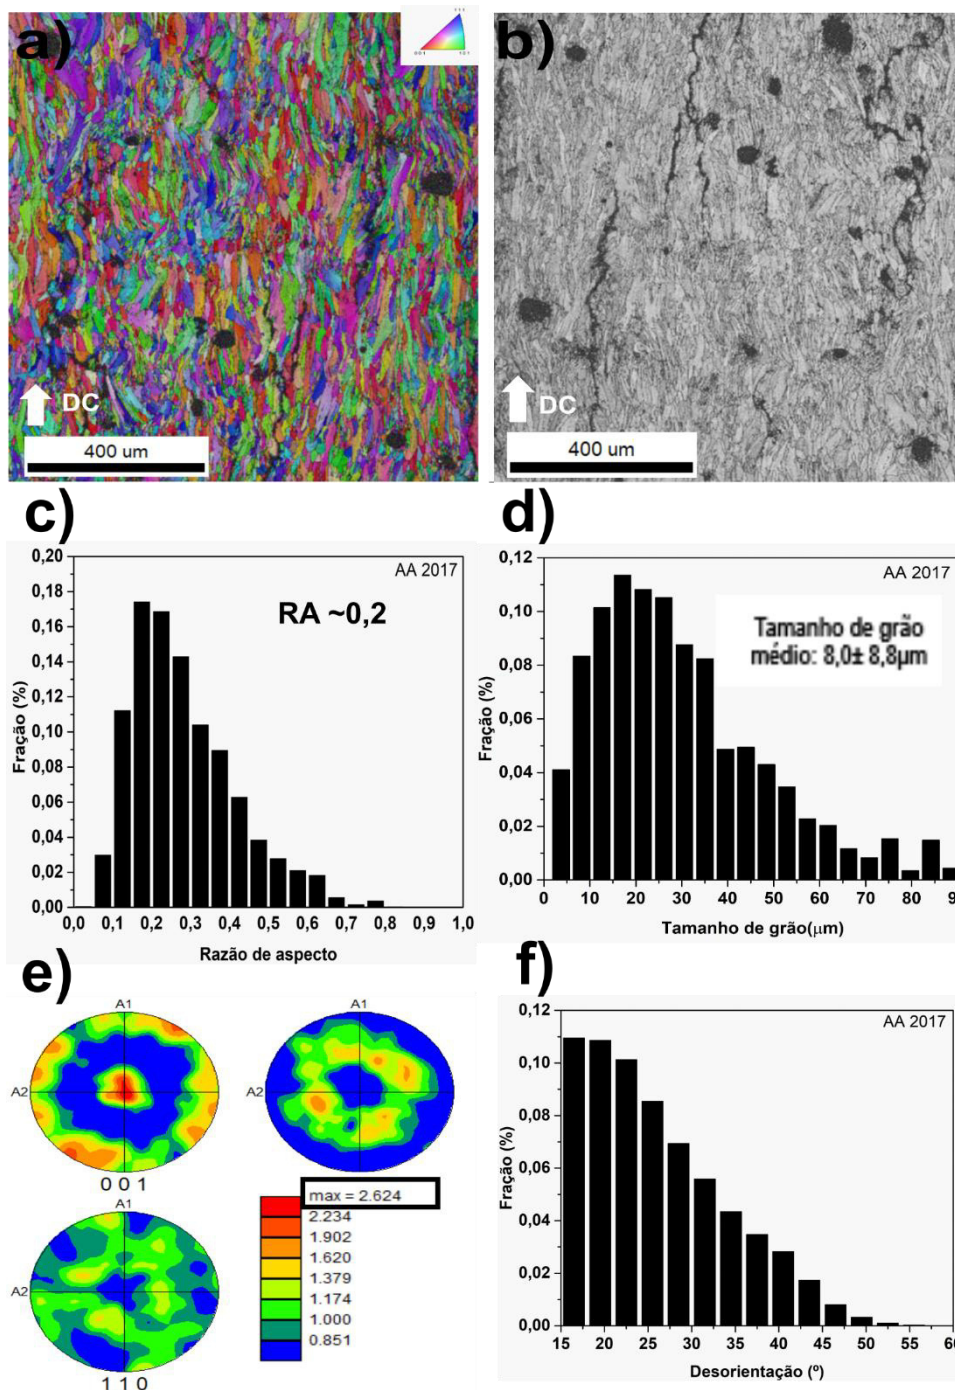 a)
111
001 101
DC
400 um
b)
DC
400 um
c)
0,20
0,18
0,16
0,14
0,12
0,10
0,08
0,06
0,04
0,02
0,00
Fração (%)
AA 2017
RA ~0,2
0,0 0,1 0,2 0,3 0,4 0,5 0,6 0,7 0,8 0,9 1,0
Razão de aspecto
d)
0,12
0,10
0,08
0,06
0,04
0,02
0,00
Fração (%)
AA 2017
Tamanho de grão
médio: 8,0± 8,8µm
0 10 20 30 40 50 60 70 80 90
Tamanho de grão(µm)
e)
A1
A2
0 0 1
A1
A2
A1
A2
1 1 0
max = 2.624
2.234
1.902
1.620
1.379
1.174
1.000
0.851
f)
0,12
0,10
0,08
0,06
0,04
0,02
0,00
Fração (%)
AA 2017
15 20 25 30 35 40 45 50 55 60
Desorientação (º)